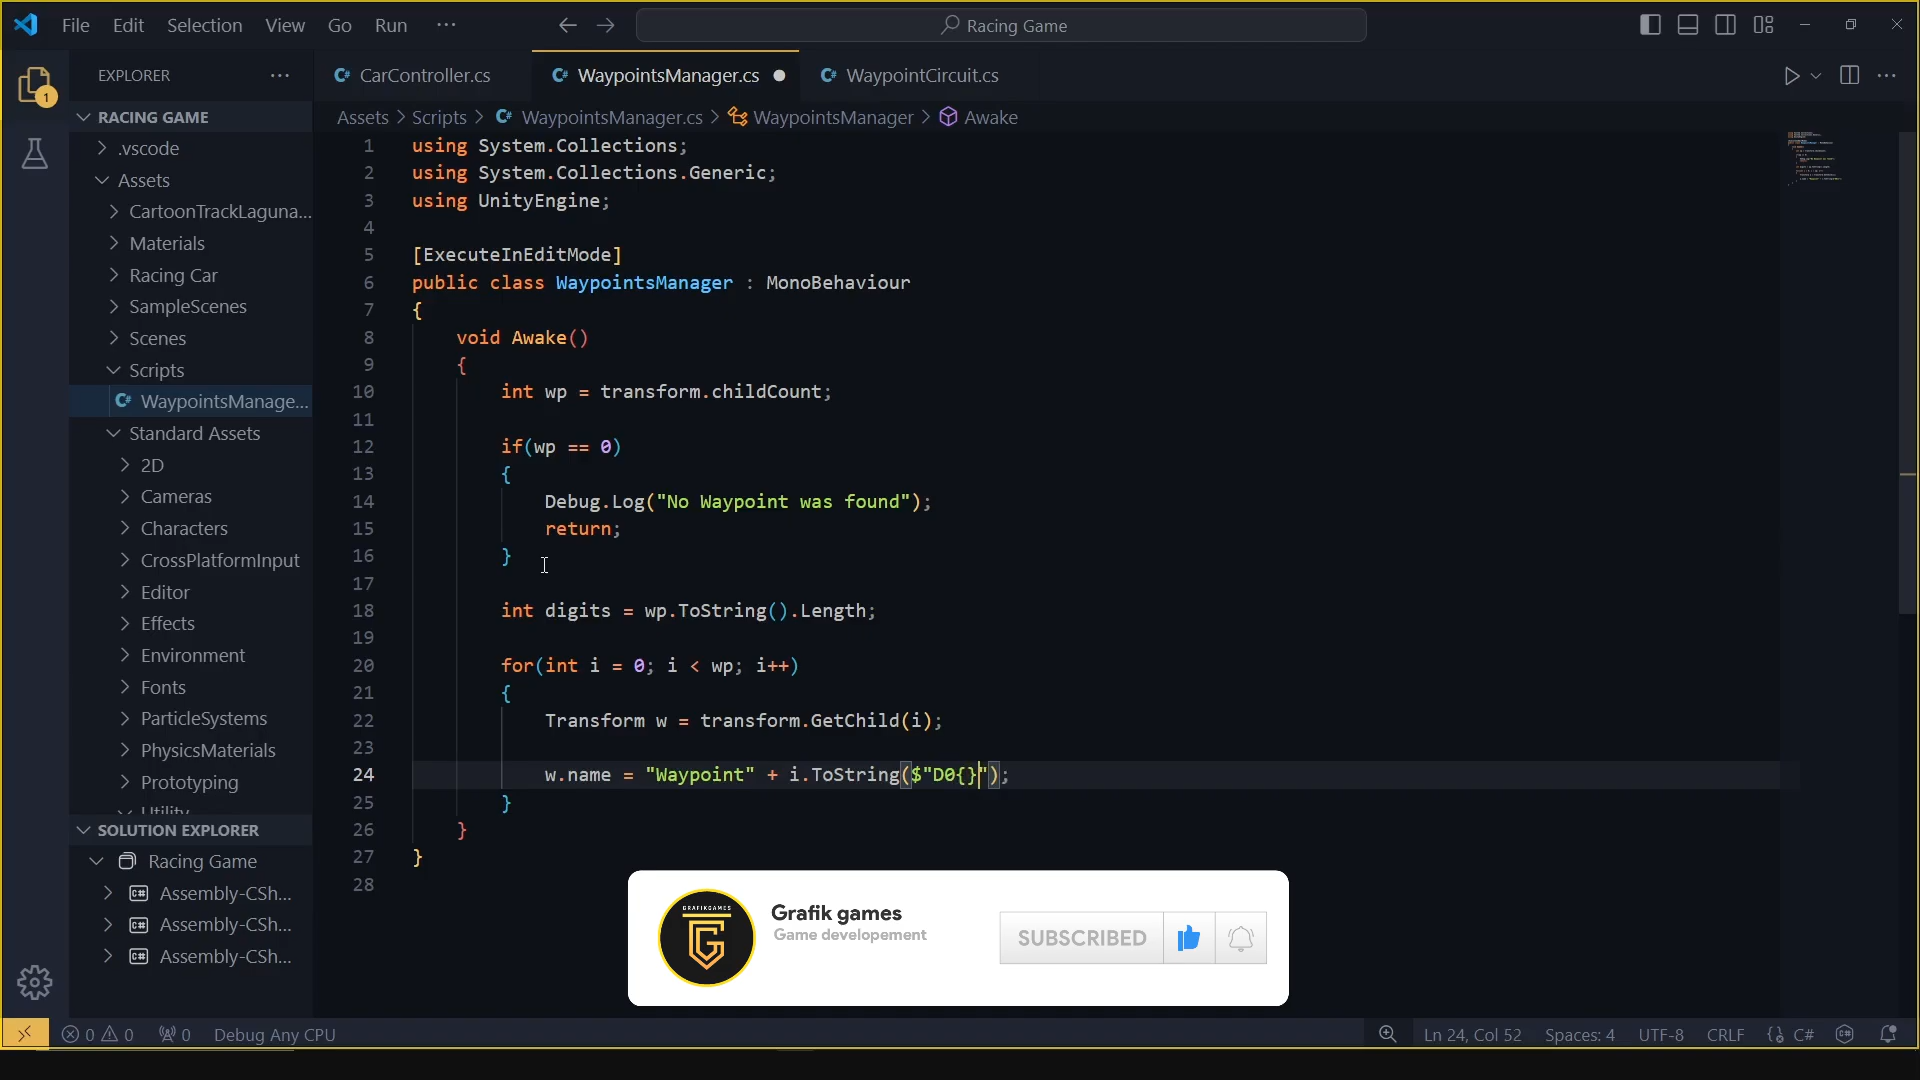 File Edit Selection View Go Run ···
Racing Game
EXPLORER ···
CarController.cs
WaypointsManager.cs
WaypointCircuit.cs
Assets > Scripts > WaypointsManager.cs > WaypointsManager > Awake
1
RACING GAME
.vscode
Assets
CartoonTrackLaguna...
Materials
Racing Car
SampleScenes
Scenes
Scripts
WaypointsManage...
Standard Assets
2D
Cameras
Characters
CrossPlatformInput
Editor
Effects
Environment
Fonts
ParticleSystems
PhysicsMaterials
Prototyping
Utility
SOLUTION EXPLORER
Racing Game
Assembly-CSh...
Assembly-CSh...
Assembly-CSh...
1 using System.Collections;
2 using System.Collections.Generic;
3 using UnityEngine;
4
5 [ExecuteInEditMode]
6 public class WaypointsManager : MonoBehaviour
7 {
8 void Awake()
9 {
10 int wp = transform.childCount;
11
12 if(wp == 0)
13 {
14 Debug.Log("No Waypoint was found");
15 return;
16 }
17
18 int digits = wp.ToString().Length;
19
20 for(int i = 0; i < wp; i++)
21 {
22 Transform w = transform.GetChild(i);
23
24 w.name = "Waypoint" + i.ToString($"D0{}");
25 }
26 }
27 }
28
GRAFIKGAMES
Grafik games
Game developement
SUBSCRIBED
0 0 0 Debug Any CPU
Ln 24, Col 52 Spaces: 4 UTF-8 CRLF C#